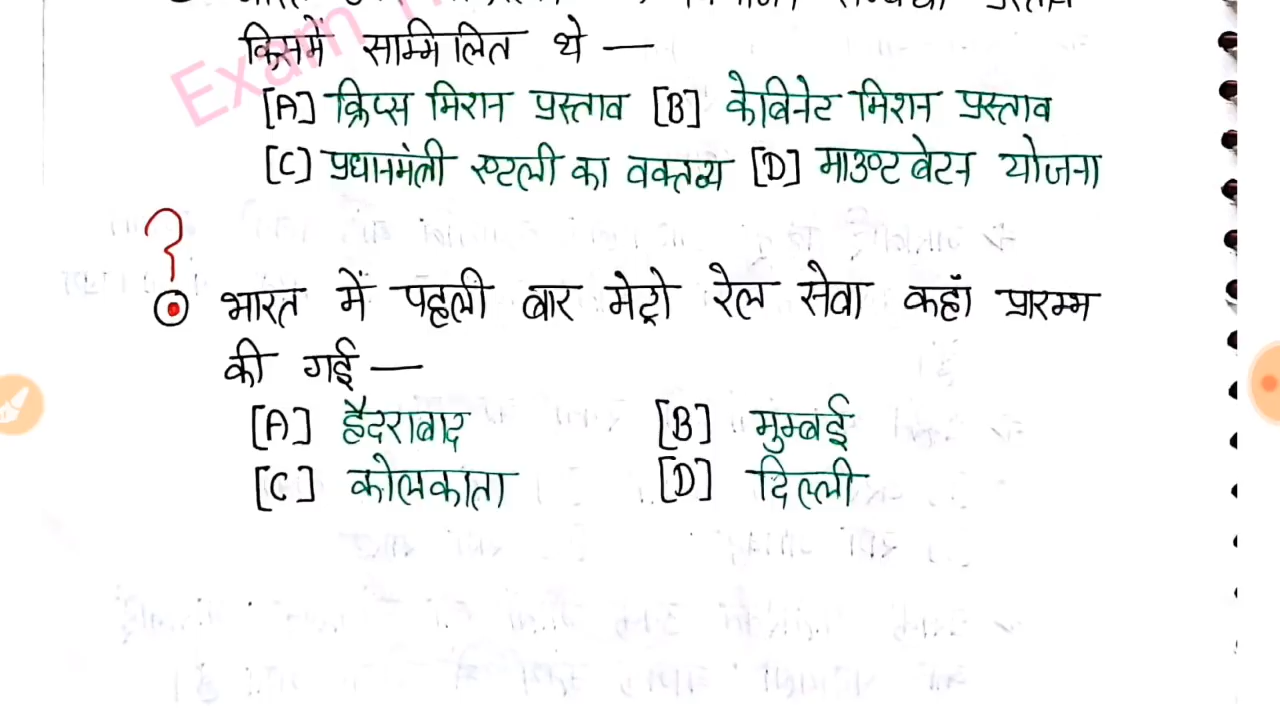 किसमें सम्मिलित थे —
[A] क्रिप्स मिशन प्रस्ताव [B] केबिनेट मिशन प्रस्ताव
[C] प्रधानमंत्री एटली का वक्तव्य [D] माउण्टबेटन योजना
?
भारत में पहली बार मेट्रो रेल सेवा कहाँ प्रारम्भ
की गई —
[A] हैदराबाद [B] मुम्बई
[C] कोलकाता [D] दिल्ली
Exam